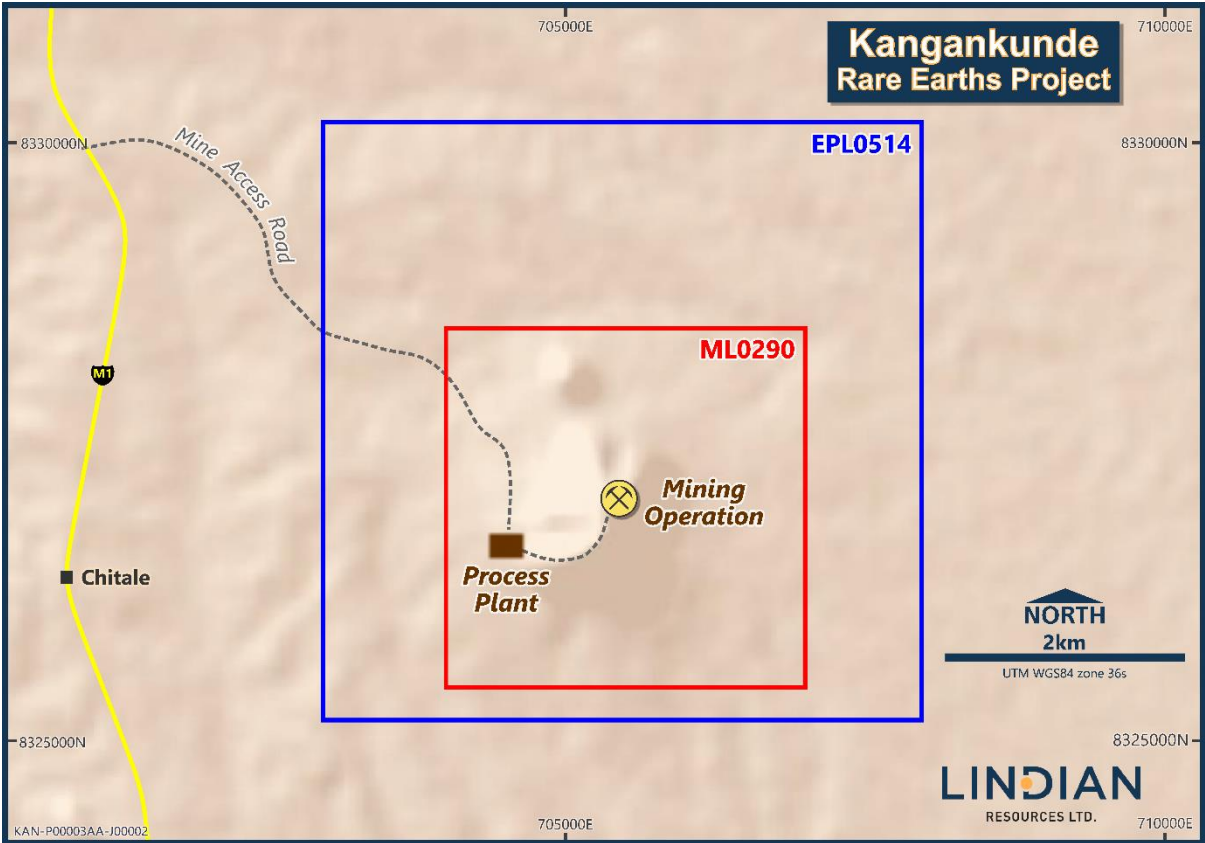 705000E
710000E
Kangankunde
Rare Earths Project
8330000N
8330000N
Mine Access Road
EPL0514
ML0290
M1
Mining
Operation
Chitale
Process
Plant
NORTH
2km
UTM WGS84 zone 36s
8325000N
8325000N
LINDIAN
RESOURCES LTD.
KAN-P00003AA-J00002
705000E
710000E